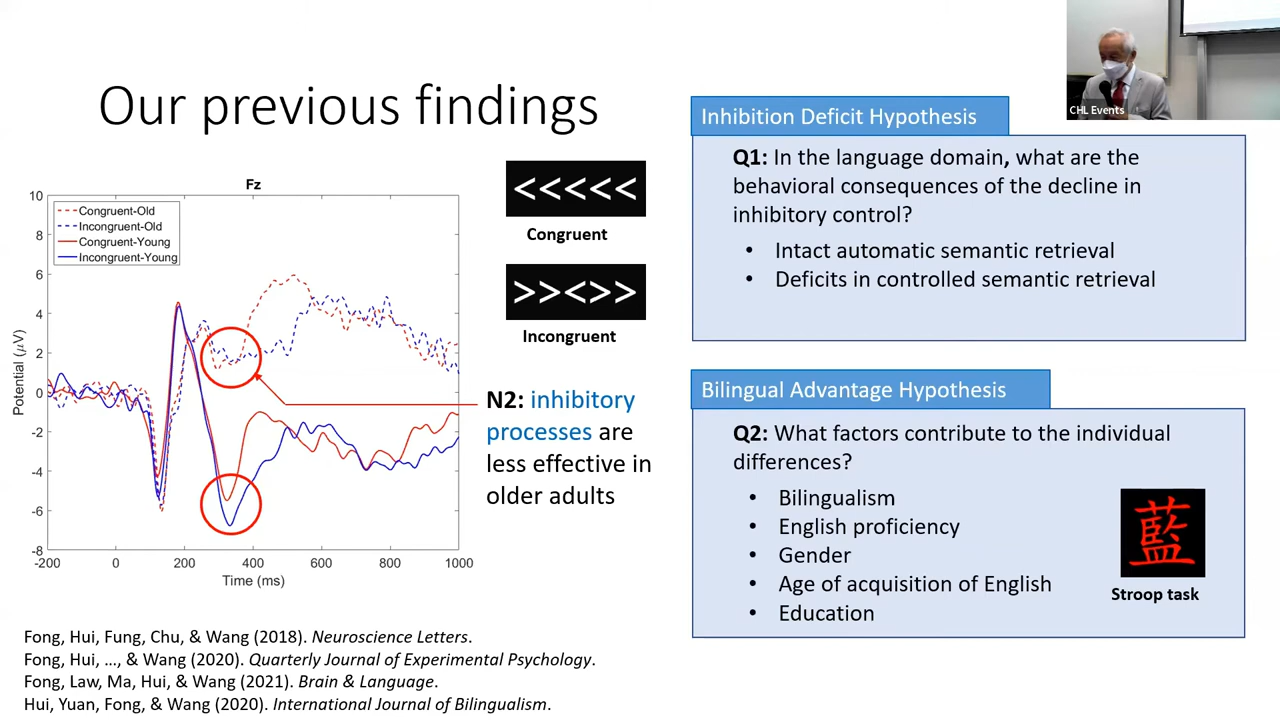 Our previous findings
CHL Events
Fz
Congruent-Old
Incongruent-Old
Congruent-Young
Incongruent-Young
10
8
6
4
2
0
-2
-4
-6
-8
Potential (μV)
-200
0
200
400
600
800
1000
Time (ms)
<<<<<
Congruent
>><>>
Incongruent
N2: inhibitory
processes are
less effective in
older adults
Inhibition Deficit Hypothesis
Q1: In the language domain, what are the
behavioral consequences of the decline in
inhibitory control?
• Intact automatic semantic retrieval
• Deficits in controlled semantic retrieval
Bilingual Advantage Hypothesis
Q2: What factors contribute to the individual
differences?
• Bilingualism
• English proficiency
• Gender
• Age of acquisition of English
• Education
藍
Stroop task
Fong, Hui, Fung, Chu, & Wang (2018). Neuroscience Letters.
Fong, Hui, …, & Wang (2020). Quarterly Journal of Experimental Psychology.
Fong, Law, Ma, Hui, & Wang (2021). Brain & Language.
Hui, Yuan, Fong, & Wang (2020). International Journal of Bilingualism.